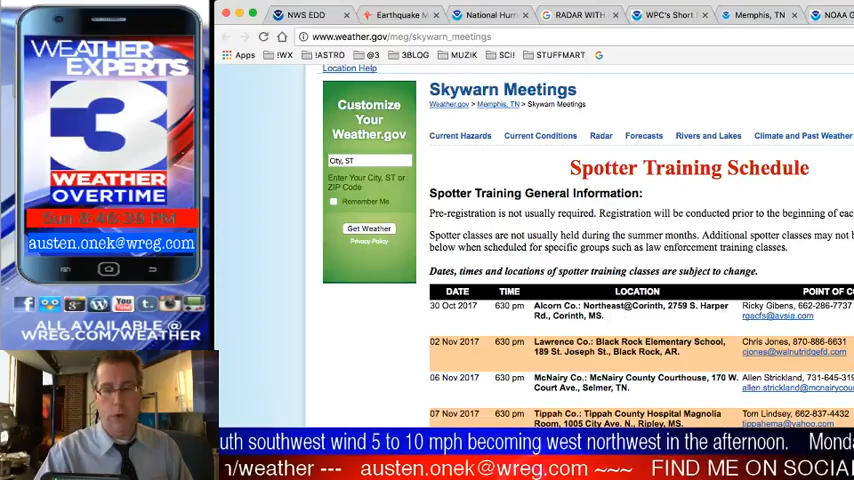 WEATHER
EXPERTS
3
WEATHER
OVERTIME
Sun 8:46:39 PM
austen.onek@wreg.com
ALL AVAILABLE @
WREG.COM/WEATHER
NWS EDD
Earthquake M
National Hurri
RADAR WITH
WPC's Short
Memphis, TN
NOAA G
www.weather.gov/meg/skywarn_meetings
Apps
!WX
!ASTRO
@3
3BLOG
MUZIK
SC!!
STUFFMART
Location Help
Customize
Your
Weather.gov
City, ST
Enter Your City, ST or
ZIP Code
Remember Me
Get Weather
Privacy Policy
Skywarn Meetings
Weather.gov > Memphis, TN > Skywarn Meetings
Current Hazards Current Conditions Radar Forecasts Rivers and Lakes Climate and Past Weather
Spotter Training Schedule
Spotter Training General Information:
Pre-registration is not usually required. Registration will be conducted prior to the beginning of eac
Spotter classes are not usually held during the summer months. Additional spotter classes may not b
below when scheduled for specific groups such as law enforcement training classes.
Dates, times and locations of spotter training classes are subject to change.
DATE TIME LOCATION POINT OF C
30 Oct 2017 630 pm Alcorn Co.: Northeast@Corinth, 2759 S. Harper Ricky Gibens, 662-286-7737
Rd., Corinth, MS. rgacfs@avsia.com
02 Nov 2017 630 pm Lawrence Co.: Black Rock Elementary School, Chris Jones, 870-886-6631
189 St. Joseph St., Black Rock, AR. cjones@walnutridgefd.com
06 Nov 2017 630 pm McNairy Co.: McNairy County Courthouse, 170 W. Allen Strickland, 731-645-319
Court Ave., Selmer, TN. allen.strickland@mcnairycou
07 Nov 2017 630 pm Tippah Co.: Tippah County Hospital Magnolia Tom Lindsey, 662-837-4432
Room, 1005 City Ave. N., Ripley, MS. tippahema@yahoo.com
uth southwest wind 5 to 10 mph becoming west northwest in the afternoon. Monda
n/weather --- austen.onek@wreg.com ~~~ FIND ME ON SOCIA